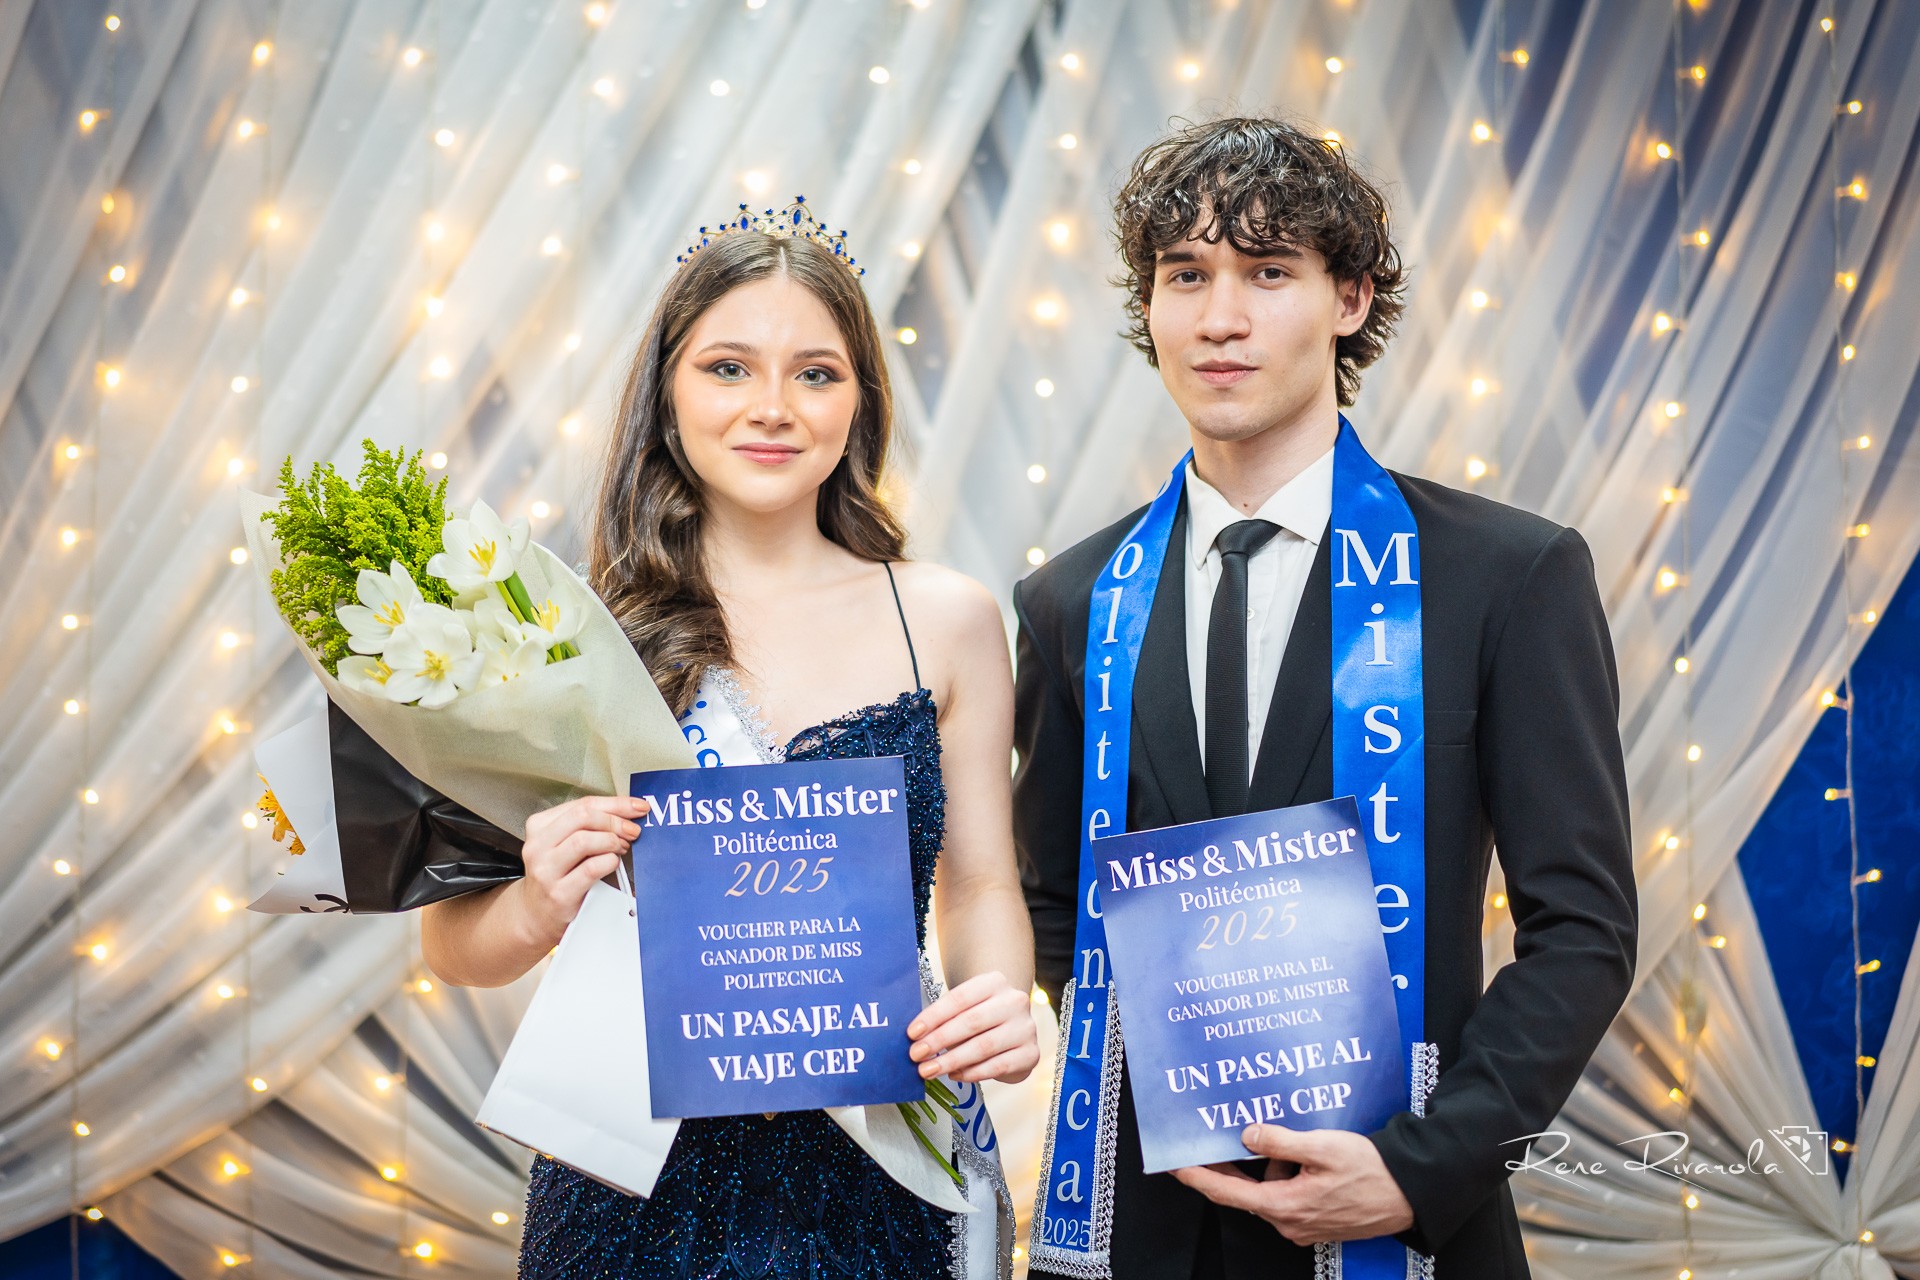 Miss & Mister
Politécnica
2025
VOUCHER PARA LA
GANADOR DE MISS
POLITECNICA
UN PASAJE AL
VIAJE CEP
Miss & Mister
Politécnica
2025
VOUCHER PARA EL
GANADOR DE MISTER
POLITECNICA
UN PASAJE AL
VIAJE CEP
Mister
Politecnica
2025
Rene Rivarola